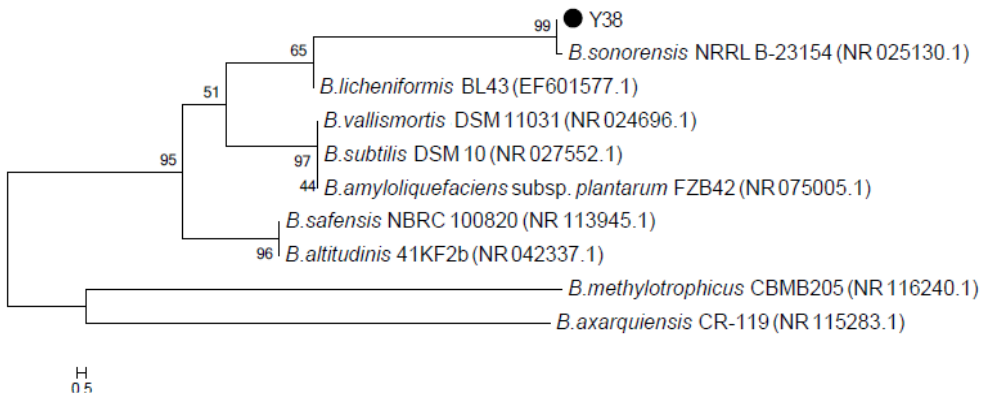 99 Y38
B.sonorensis NRRL B-23154 (NR 025130.1)
65
B.licheniformis BL43 (EF601577.1)
51
B.vallismortis DSM 11031 (NR 024696.1)
95
97 B.subtilis DSM 10 (NR 027552.1)
44 B.amyloliquefaciens subsp. plantarum FZB42 (NR 075005.1)
B.safensis NBRC 100820 (NR 113945.1)
96 B.altitudinis 41KF2b (NR 042337.1)
B.methylotrophicus CBMB205 (NR 116240.1)
B.axarquiensis CR-119 (NR 115283.1)
0.5